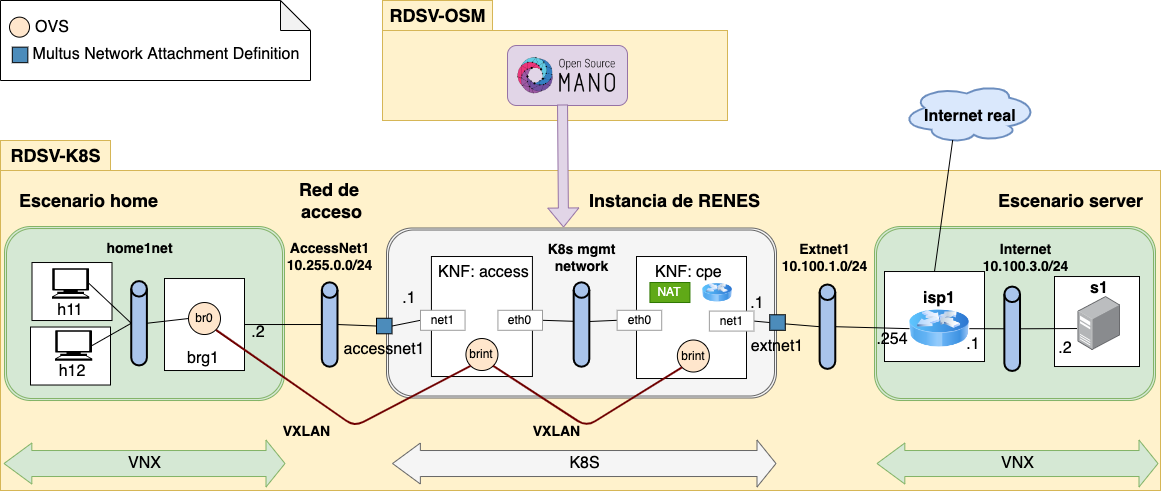 OVS
Multus Network Attachment Definition
RDSV-OSM
Open Source
MANO
Internet real
RDSV-K8S
Escenario home
Red de
acceso
Instancia de RENES
Escenario server
home1net
AccessNet1
10.255.0.0/24
K8s mgmt
network
Extnet1
10.100.1.0/24
Internet
10.100.3.0/24
h11
h12
br0
brg1
.2
.1
accessnet1
KNF: access
net1
eth0
brint
KNF: cpe
NAT
eth0
net1
brint
.1
extnet1
.254
isp1
.1
s1
.2
VXLAN
VXLAN
VNX
K8S
VNX